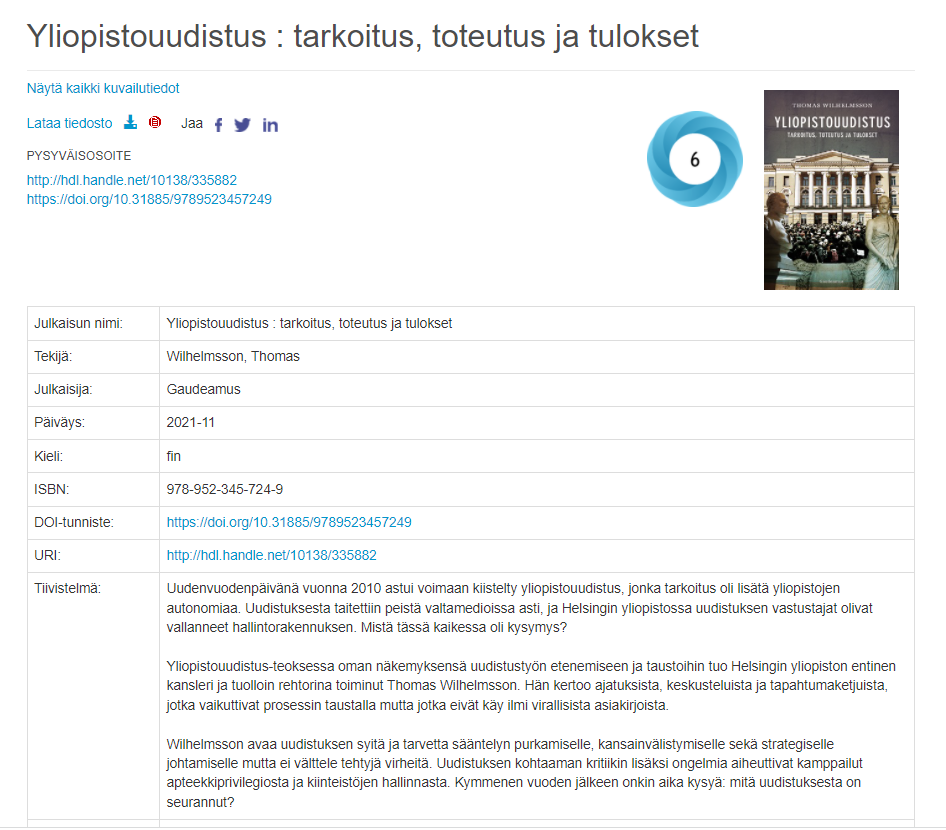 Yliopistouudistus : tarkoitus, toteutus ja tulokset
Näytä kaikki kuvailutiedot
Lataa tiedosto Jaa
PYSYVÄISOSOITE
http://hdl.handle.net/10138/335882
https://doi.org/10.31885/9789523457249
6
THOMAS WILHELMSSON
YLIOPISTOUUDISTUS
TARKOITUS, TOTEUTUS JA TULOKSET
Julkaisun nimi: Yliopistouudistus : tarkoitus, toteutus ja tulokset
Tekijä: Wilhelmsson, Thomas
Julkaisija: Gaudeamus
Päiväys: 2021-11
Kieli: fin
ISBN: 978-952-345-724-9
DOI-tunniste: https://doi.org/10.31885/9789523457249
URI: http://hdl.handle.net/10138/335882
Tiivistelmä: Uudenvuodenpäivänä vuonna 2010 astui voimaan kiistelty yliopistouudistus, jonka tarkoitus oli lisätä yliopistojen
autonomiaa. Uudistuksesta taitettiin peistä valtamedioissa asti, ja Helsingin yliopistossa uudistuksen vastustajat olivat
vallanneet hallintorakennuksen. Mistä tässä kaikessa oli kysymys?
Yliopistouudistus-teoksessa oman näkemyksensä uudistustyön etenemiseen ja taustoihin tuo Helsingin yliopiston entinen
kansleri ja tuolloin rehtorina toiminut Thomas Wilhelmsson. Hän kertoo ajatuksista, keskusteluista ja tapahtumaketjuista,
jotka vaikuttivat prosessin taustalla mutta jotka eivät käy ilmi virallisista asiakirjoista.
Wilhelmsson avaa uudistuksen syitä ja tarvetta sääntelyn purkamiselle, kansainvälistymiselle sekä strategiselle
johtamiselle mutta ei välttele tehtyjä virheitä. Uudistuksen kohtaaman kritiikin lisäksi ongelmia aiheuttivat kamppailut
apteekkiprivilegiosta ja kiinteistöjen hallinnasta. Kymmenen vuoden jälkeen onkin aika kysyä: mitä uudistuksesta on
seurannut?